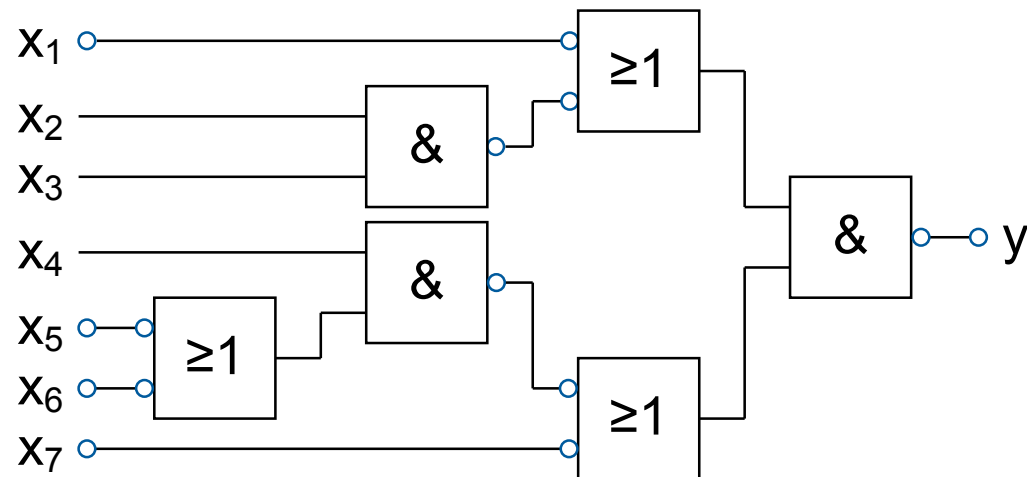 x₁
≥1
x₂
&
x₃
x₄
&
&
y
x₅
≥1
x₆
≥1
x₇